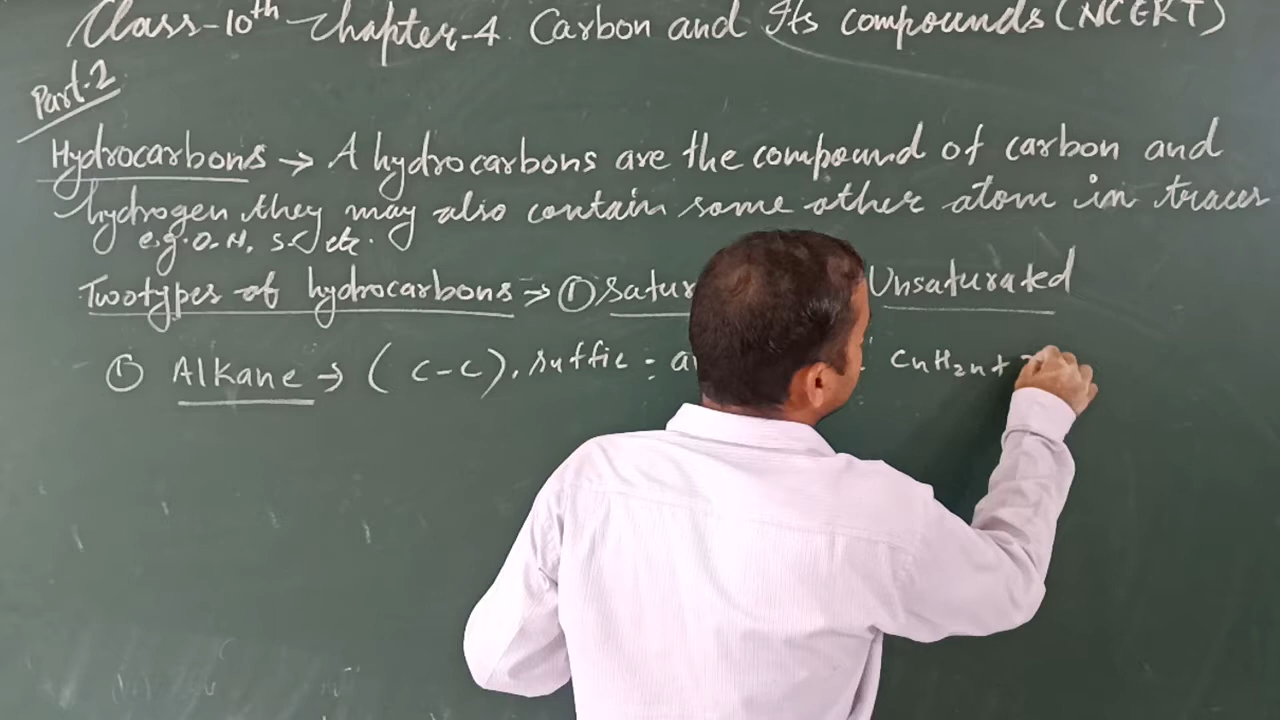 Class-10th Chapter-4 Carbon and Its compounds (NCERT)
Part-2
Hydrocarbons → A hydrocarbons are the compound of carbon and
hydrogen they may also contain some other atom in traces
e.g. O. N, S. etc.
Two types of hydrocarbons → ① Satur Unsaturated
① Alkane → (C-C), suffic : a : CnH2n+